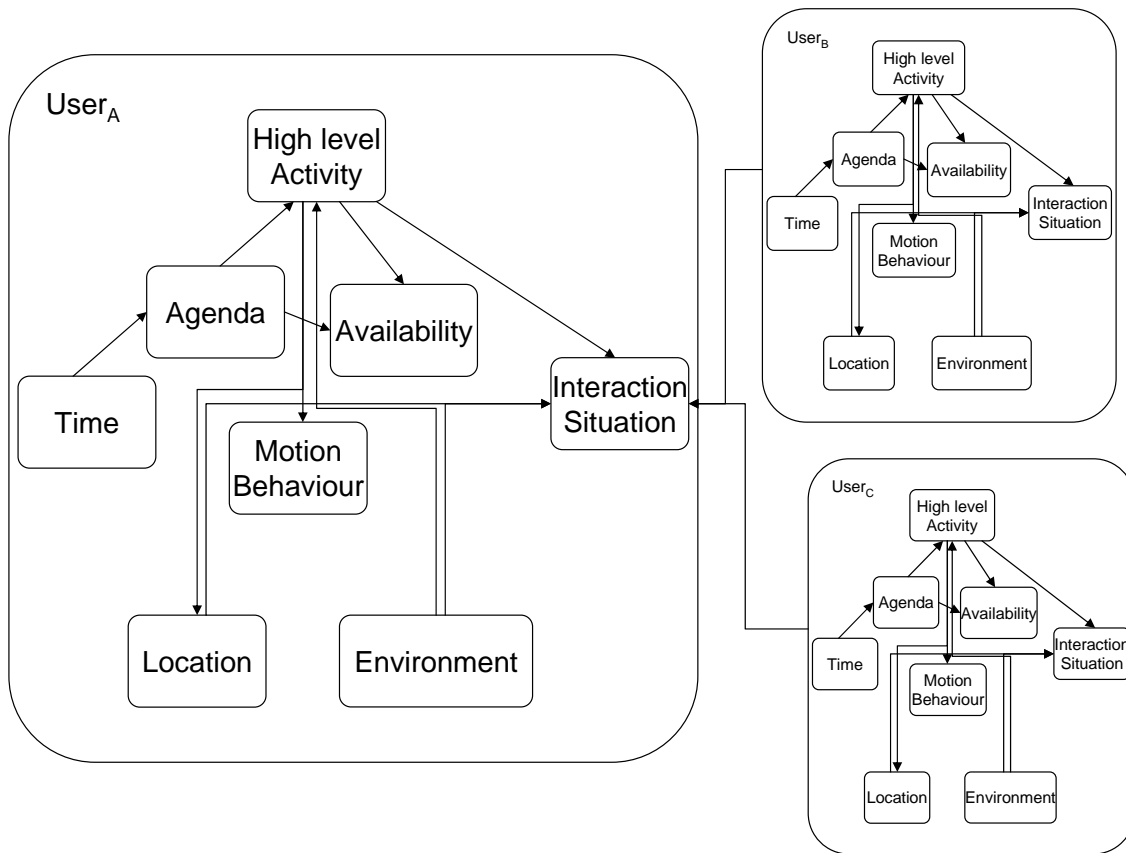 User_A
High level
Activity
Agenda
Availability
Time
Interaction
Situation
Motion
Behaviour
Location
Environment
User_B
High level
Activity
Agenda
Availability
Time
Interaction
Situation
Motion
Behaviour
Location
Environment
User_C
High level
Activity
Agenda
Availability
Time
Interaction
Situation
Motion
Behaviour
Location
Environment